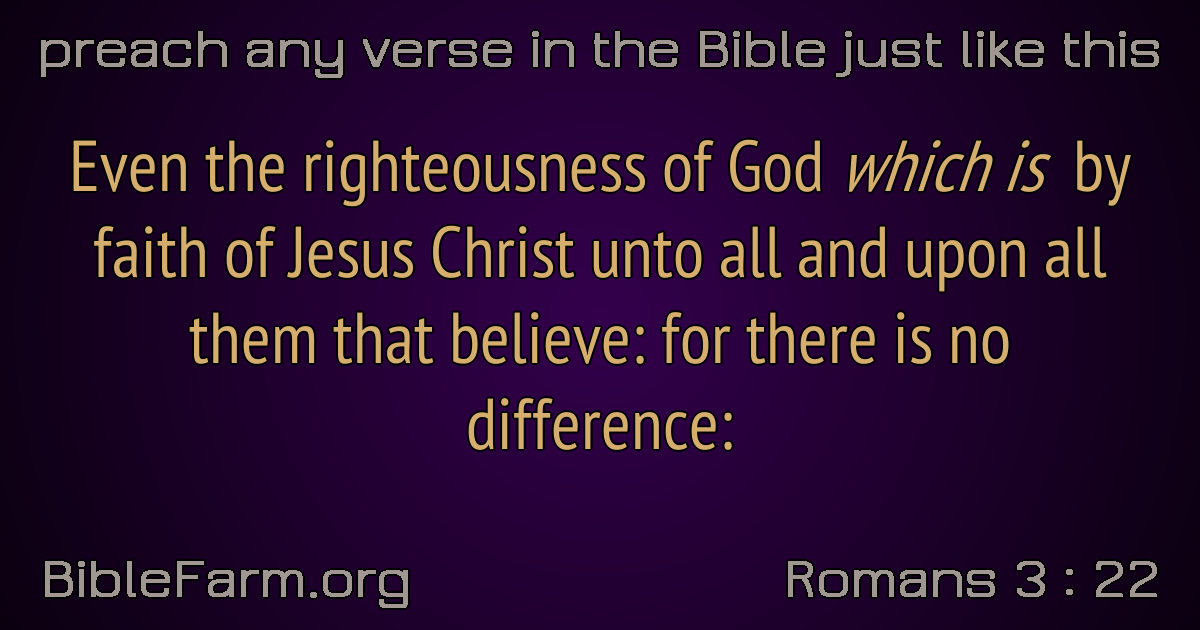 preach any verse in the Bible just like this
Even the righteousness of God which is by
faith of Jesus Christ unto all and upon all
them that believe: for there is no
difference:
BibleFarm.org
Romans 3 : 22